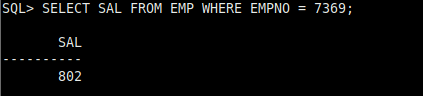 SQL> SELECT SAL FROM EMP WHERE EMPNO = 7369;
SAL
----------
802